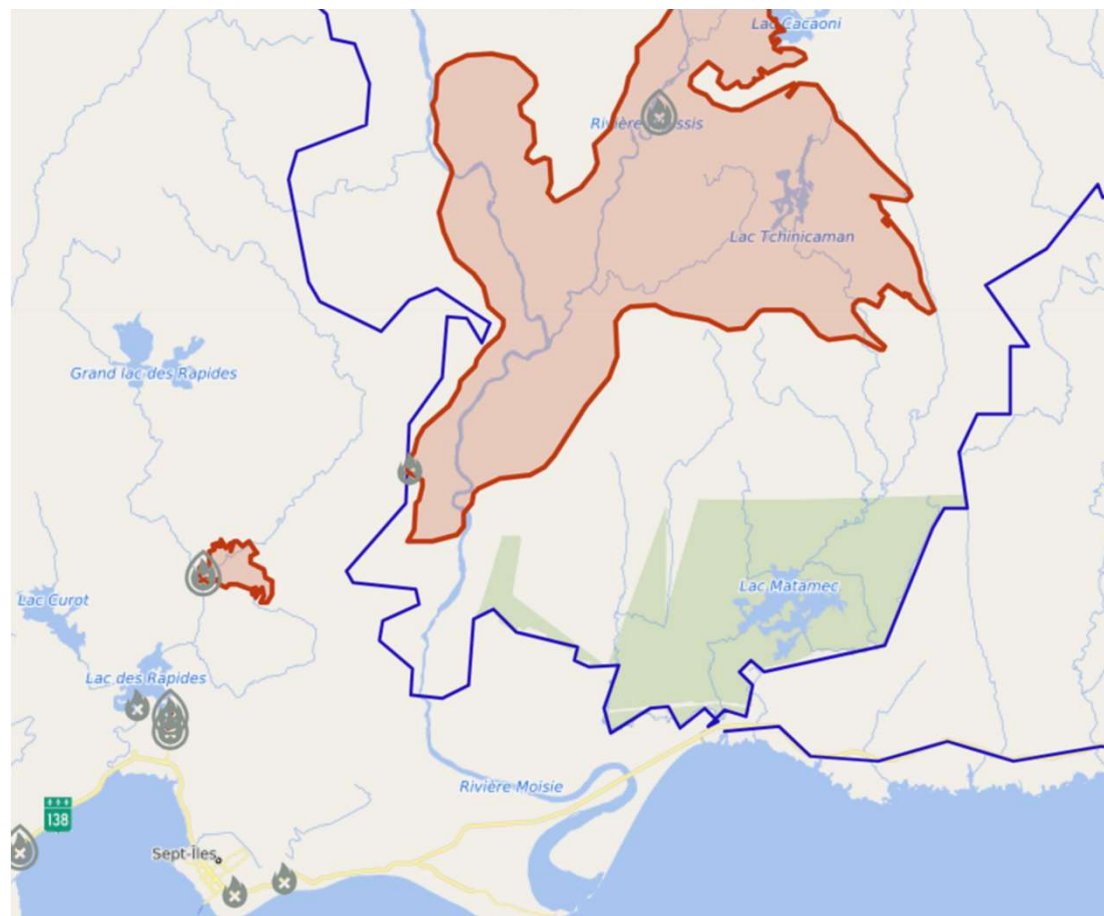 Lac Cacaoni
Lac Tchinicaman
Grand lac des Rapides
Lac Curot
Lac Matamec
Lac des Rapides
Rivière Moisie
138
Sept-Îles